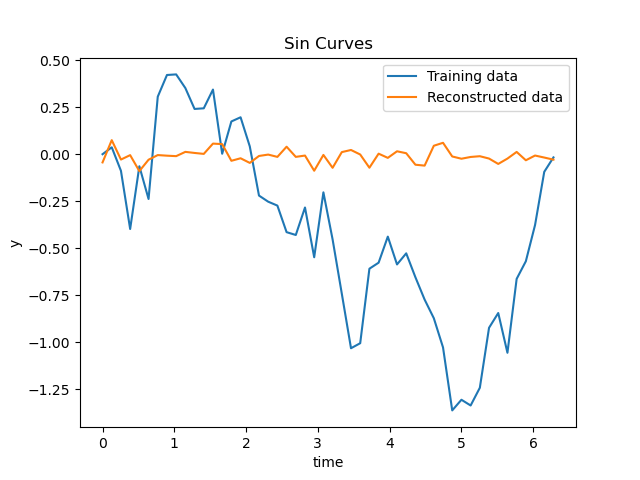 Sin Curves
Training data
Reconstructed data
0.50
0.25
0.00
−0.25
−0.50
−0.75
−1.00
−1.25
y
0 1 2 3 4 5 6
time